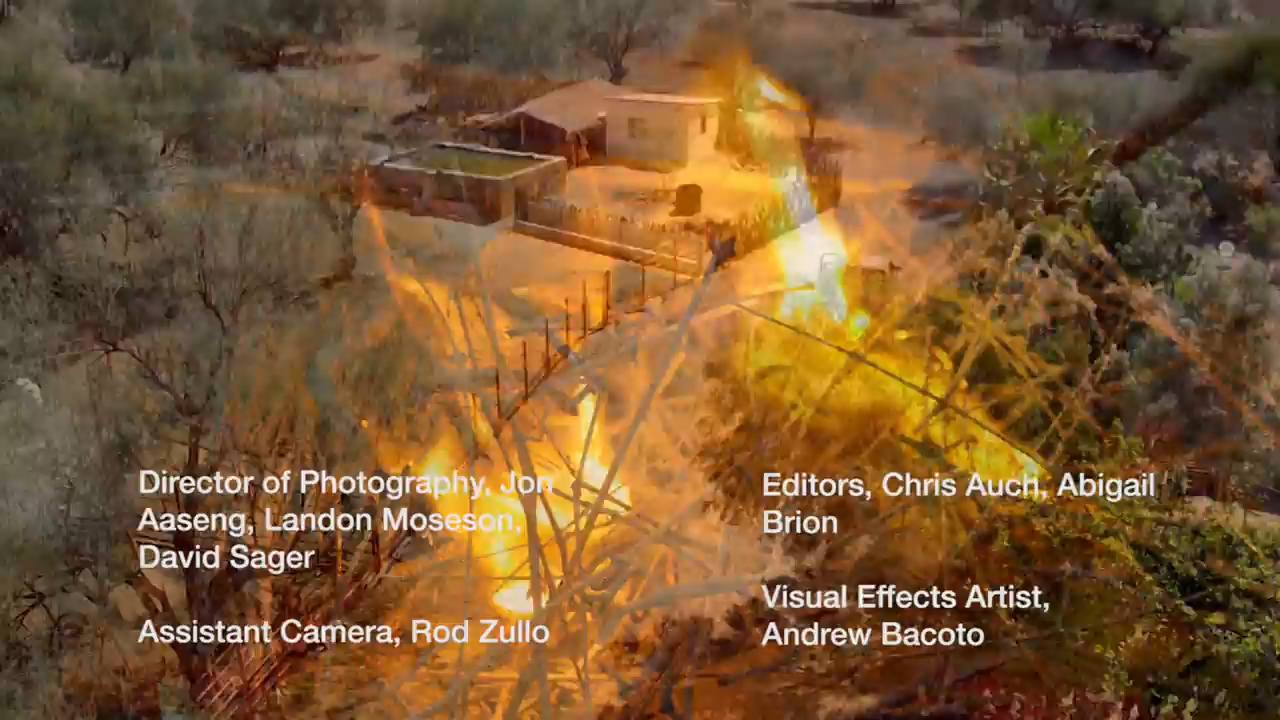 Director of Photography, Jon
Aaseng, Landon Moseson,
David Sager
Assistant Camera, Rod Zullo
Editors, Chris Auch, Abigail
Brion
Visual Effects Artist,
Andrew Bacoto